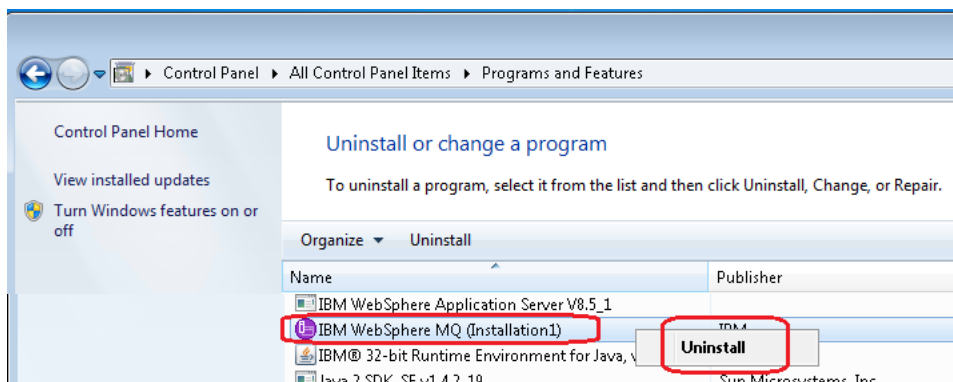 Control Panel ▸ All Control Panel Items ▸ Programs and Features
Control Panel Home
View installed updates
Turn Windows features on or
off
Uninstall or change a program
To uninstall a program, select it from the list and then click Uninstall, Change, or Repair.
Organize Uninstall
Name Publisher
IBM WebSphere Application Server V8.5_1
IBM WebSphere MQ (Installation1) IBM
Uninstall
IBM® 32-bit Runtime Environment for Java, v
Java 2 SDK, SE v1.4.2_19 Sun Microsystems, Inc